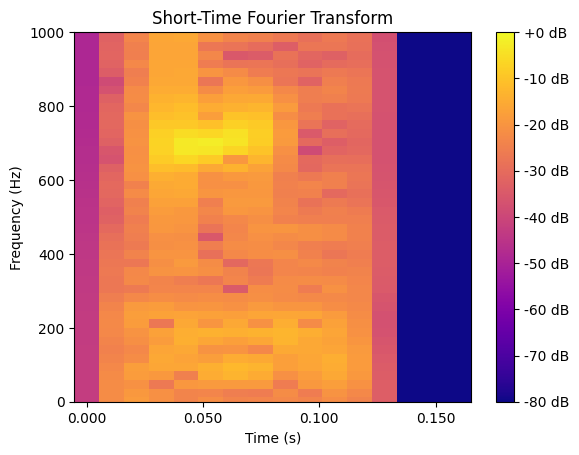 Short-Time Fourier Transform
1000
800
600
400
200
0
Frequency (Hz)
0.000
0.050
0.100
0.150
Time (s)
+0 dB
-10 dB
-20 dB
-30 dB
-40 dB
-50 dB
-60 dB
-70 dB
-80 dB